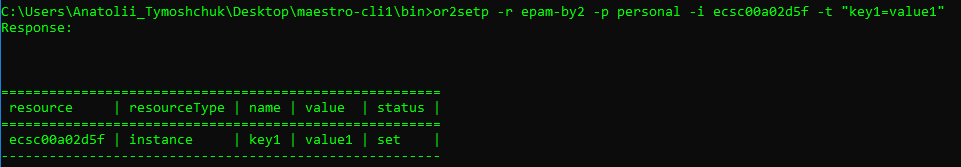 C:\Users\Anatolii_Tymoshchuk\Desktop\maestro-cli1\bin>or2setp -r epam-by2 -p personal -i ecsc00a02d5f -t "key1=value1"
Response:
=======================================================
resource     | resourceType | name | value  | status |
=======================================================
ecsc00a02d5f | instance     | key1 | value1 | set    |
-------------------------------------------------------